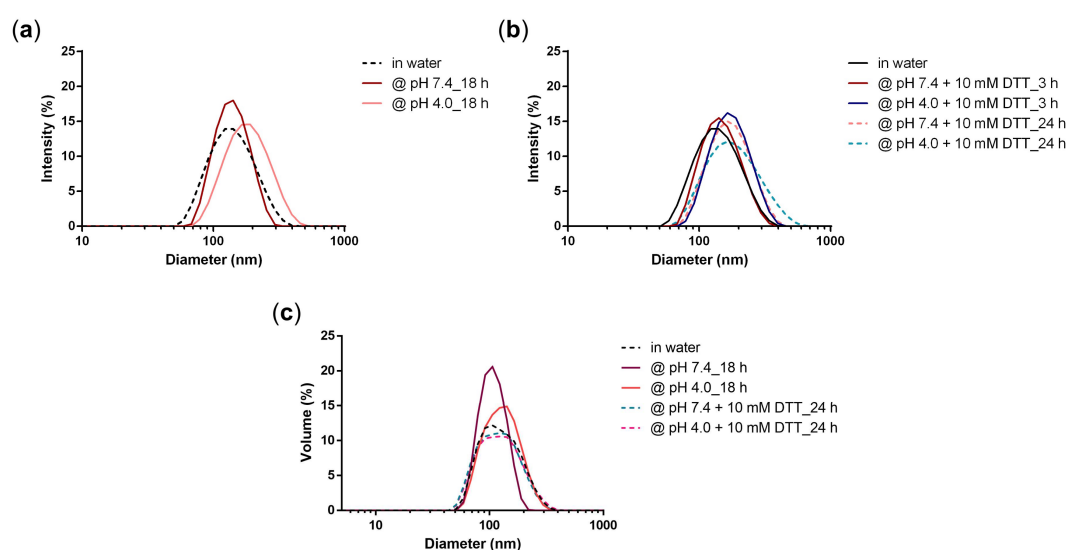 (a)
25
20
15
10
5
0
Intensity (%)
10
100
1000
Diameter (nm)
in water
@ pH 7.4_18 h
@ pH 4.0_18 h
(b)
25
20
15
10
5
0
Intensity (%)
10
100
1000
Diameter (nm)
in water
@ pH 7.4 + 10 mM DTT_3 h
@ pH 4.0 + 10 mM DTT_3 h
@ pH 7.4 + 10 mM DTT_24 h
@ pH 4.0 + 10 mM DTT_24 h
(c)
25
20
15
10
5
0
Volume (%)
10
100
1000
Diameter (nm)
in water
@ pH 7.4_18 h
@ pH 4.0_18 h
@ pH 7.4 + 10 mM DTT_24 h
@ pH 4.0 + 10 mM DTT_24 h